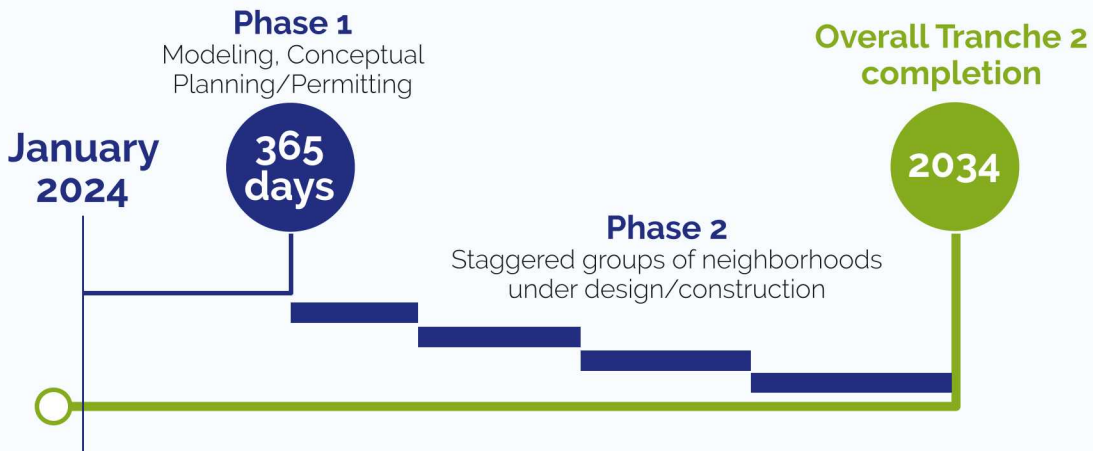 Phase 1
Modeling, Conceptual
Planning/Permitting
Overall Tranche 2
completion
January
2024
365
days
2034
Phase 2
Staggered groups of neighborhoods
under design/construction